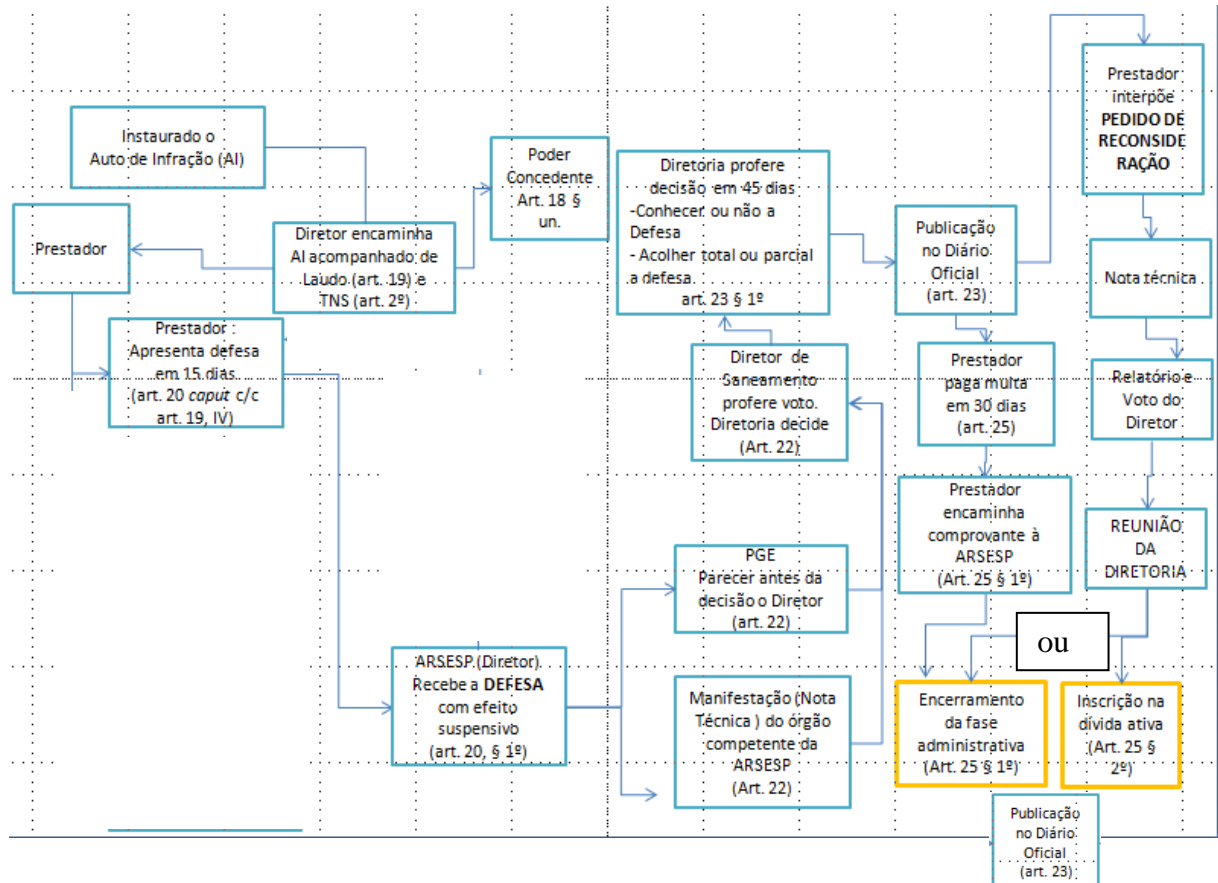 Instaurado o
Auto de Infração (AI)
Prestador
Diretor encaminha
AI acompanhado de
Laudo (art. 19) e
TNS (art. 2º)
Poder
Concedente
Art. 18 §
un.
Prestador :
Apresenta defesa
em 15 dias
(art. 20 caput c/c
art. 19, IV)
ARSESP (Diretor)
Recebe a DEFESA
com efeito
suspensivo
(art. 20, § 1º)
PGE
Parecer antes da
decisão o Diretor
(art. 22)
Manifestação (Nota
Técnica ) do órgão
competente da
ARSESP
(Art. 22)
Diretor de
Saneamento
profere voto.
Diretoria decide
(Art. 22)
Diretoria profere
decisão em 45 dias
-Conhecer ou não a
Defesa
- Acolher total ou parcial
a defesa.
art. 23 § 1º
Publicação
no Diário
Oficial
(art. 23)
Prestador
paga multa
em 30 dias
(art. 25)
Prestador
encaminha
comprovante à
ARSESP
(Art. 25 § 1º)
Prestador
interpõe
PEDIDO DE
RECONSIDE
RAÇÃO
Nota técnica
Relatório e
Voto do
Diretor
REUNIÃO
DA
DIRETORIA
ou
Encerramento
da fase
administrativa
(Art. 25 § 1º)
Inscrição na
dívida ativa
(Art. 25 §
2º)
Publicação
no Diário
Oficial
(art. 23)